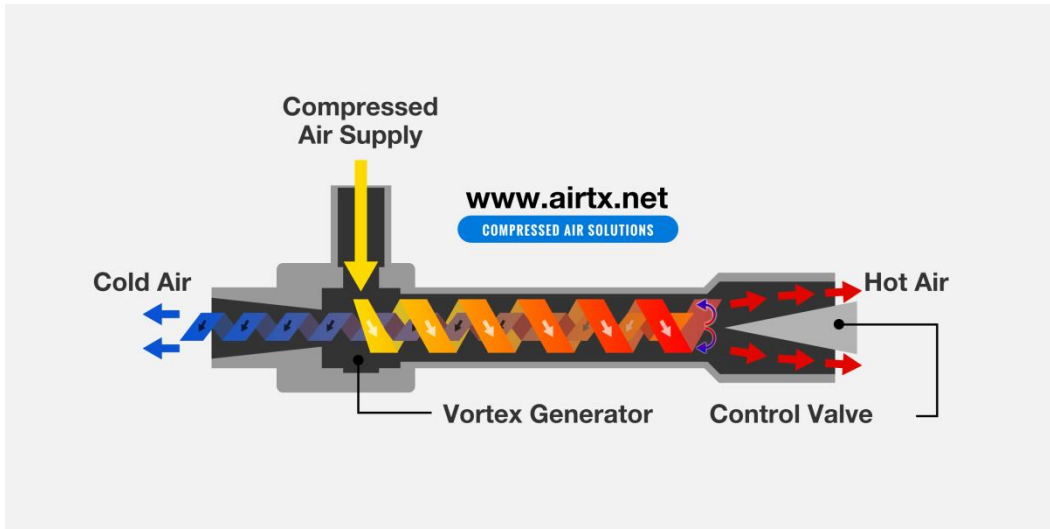 Compressed
Air Supply
www.airtx.net
COMPRESSED AIR SOLUTIONS
Cold Air
Hot Air
Vortex Generator
Control Valve